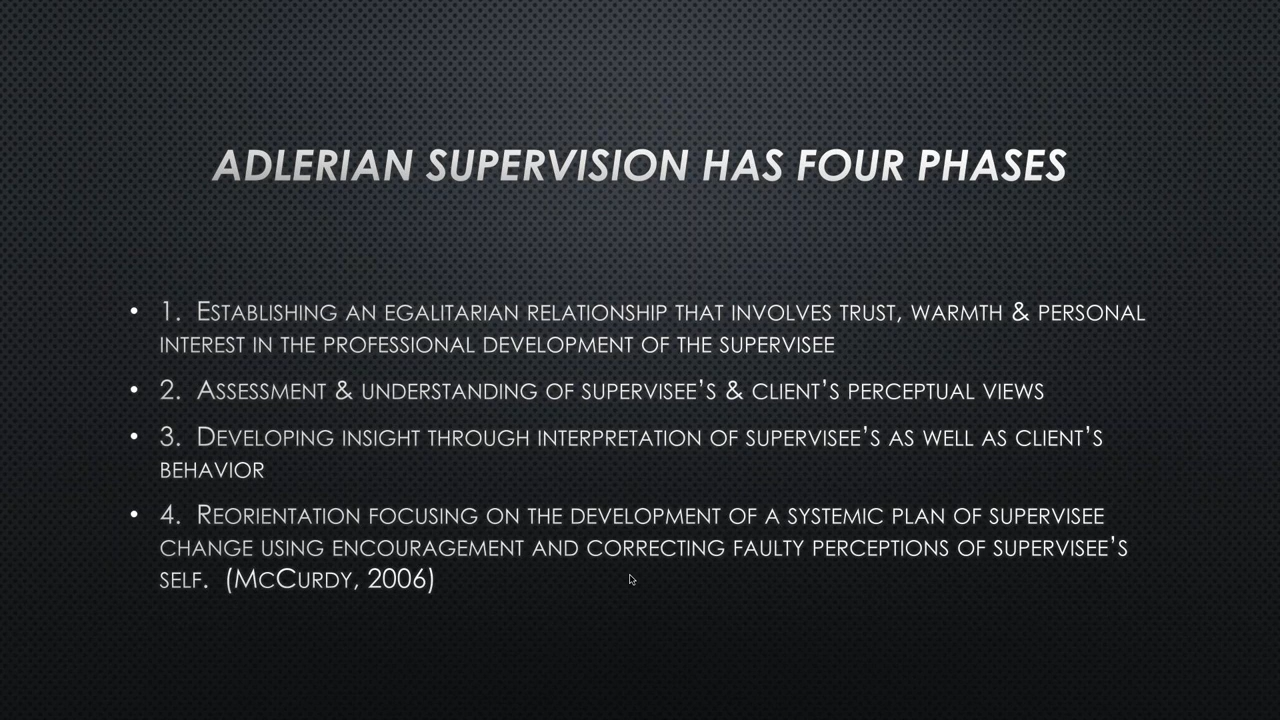 ADLERIAN SUPERVISION HAS FOUR PHASES
• 1. Establishing an egalitarian relationship that involves trust, warmth & personal
interest in the professional development of the supervisee
• 2. Assessment & understanding of supervisee's & client's perceptual views
• 3. Developing insight through interpretation of supervisee's as well as client's
behavior
• 4. Reorientation focusing on the development of a systemic plan of supervisee
change using encouragement and correcting faulty perceptions of supervisee's
self. (McCurdy, 2006)